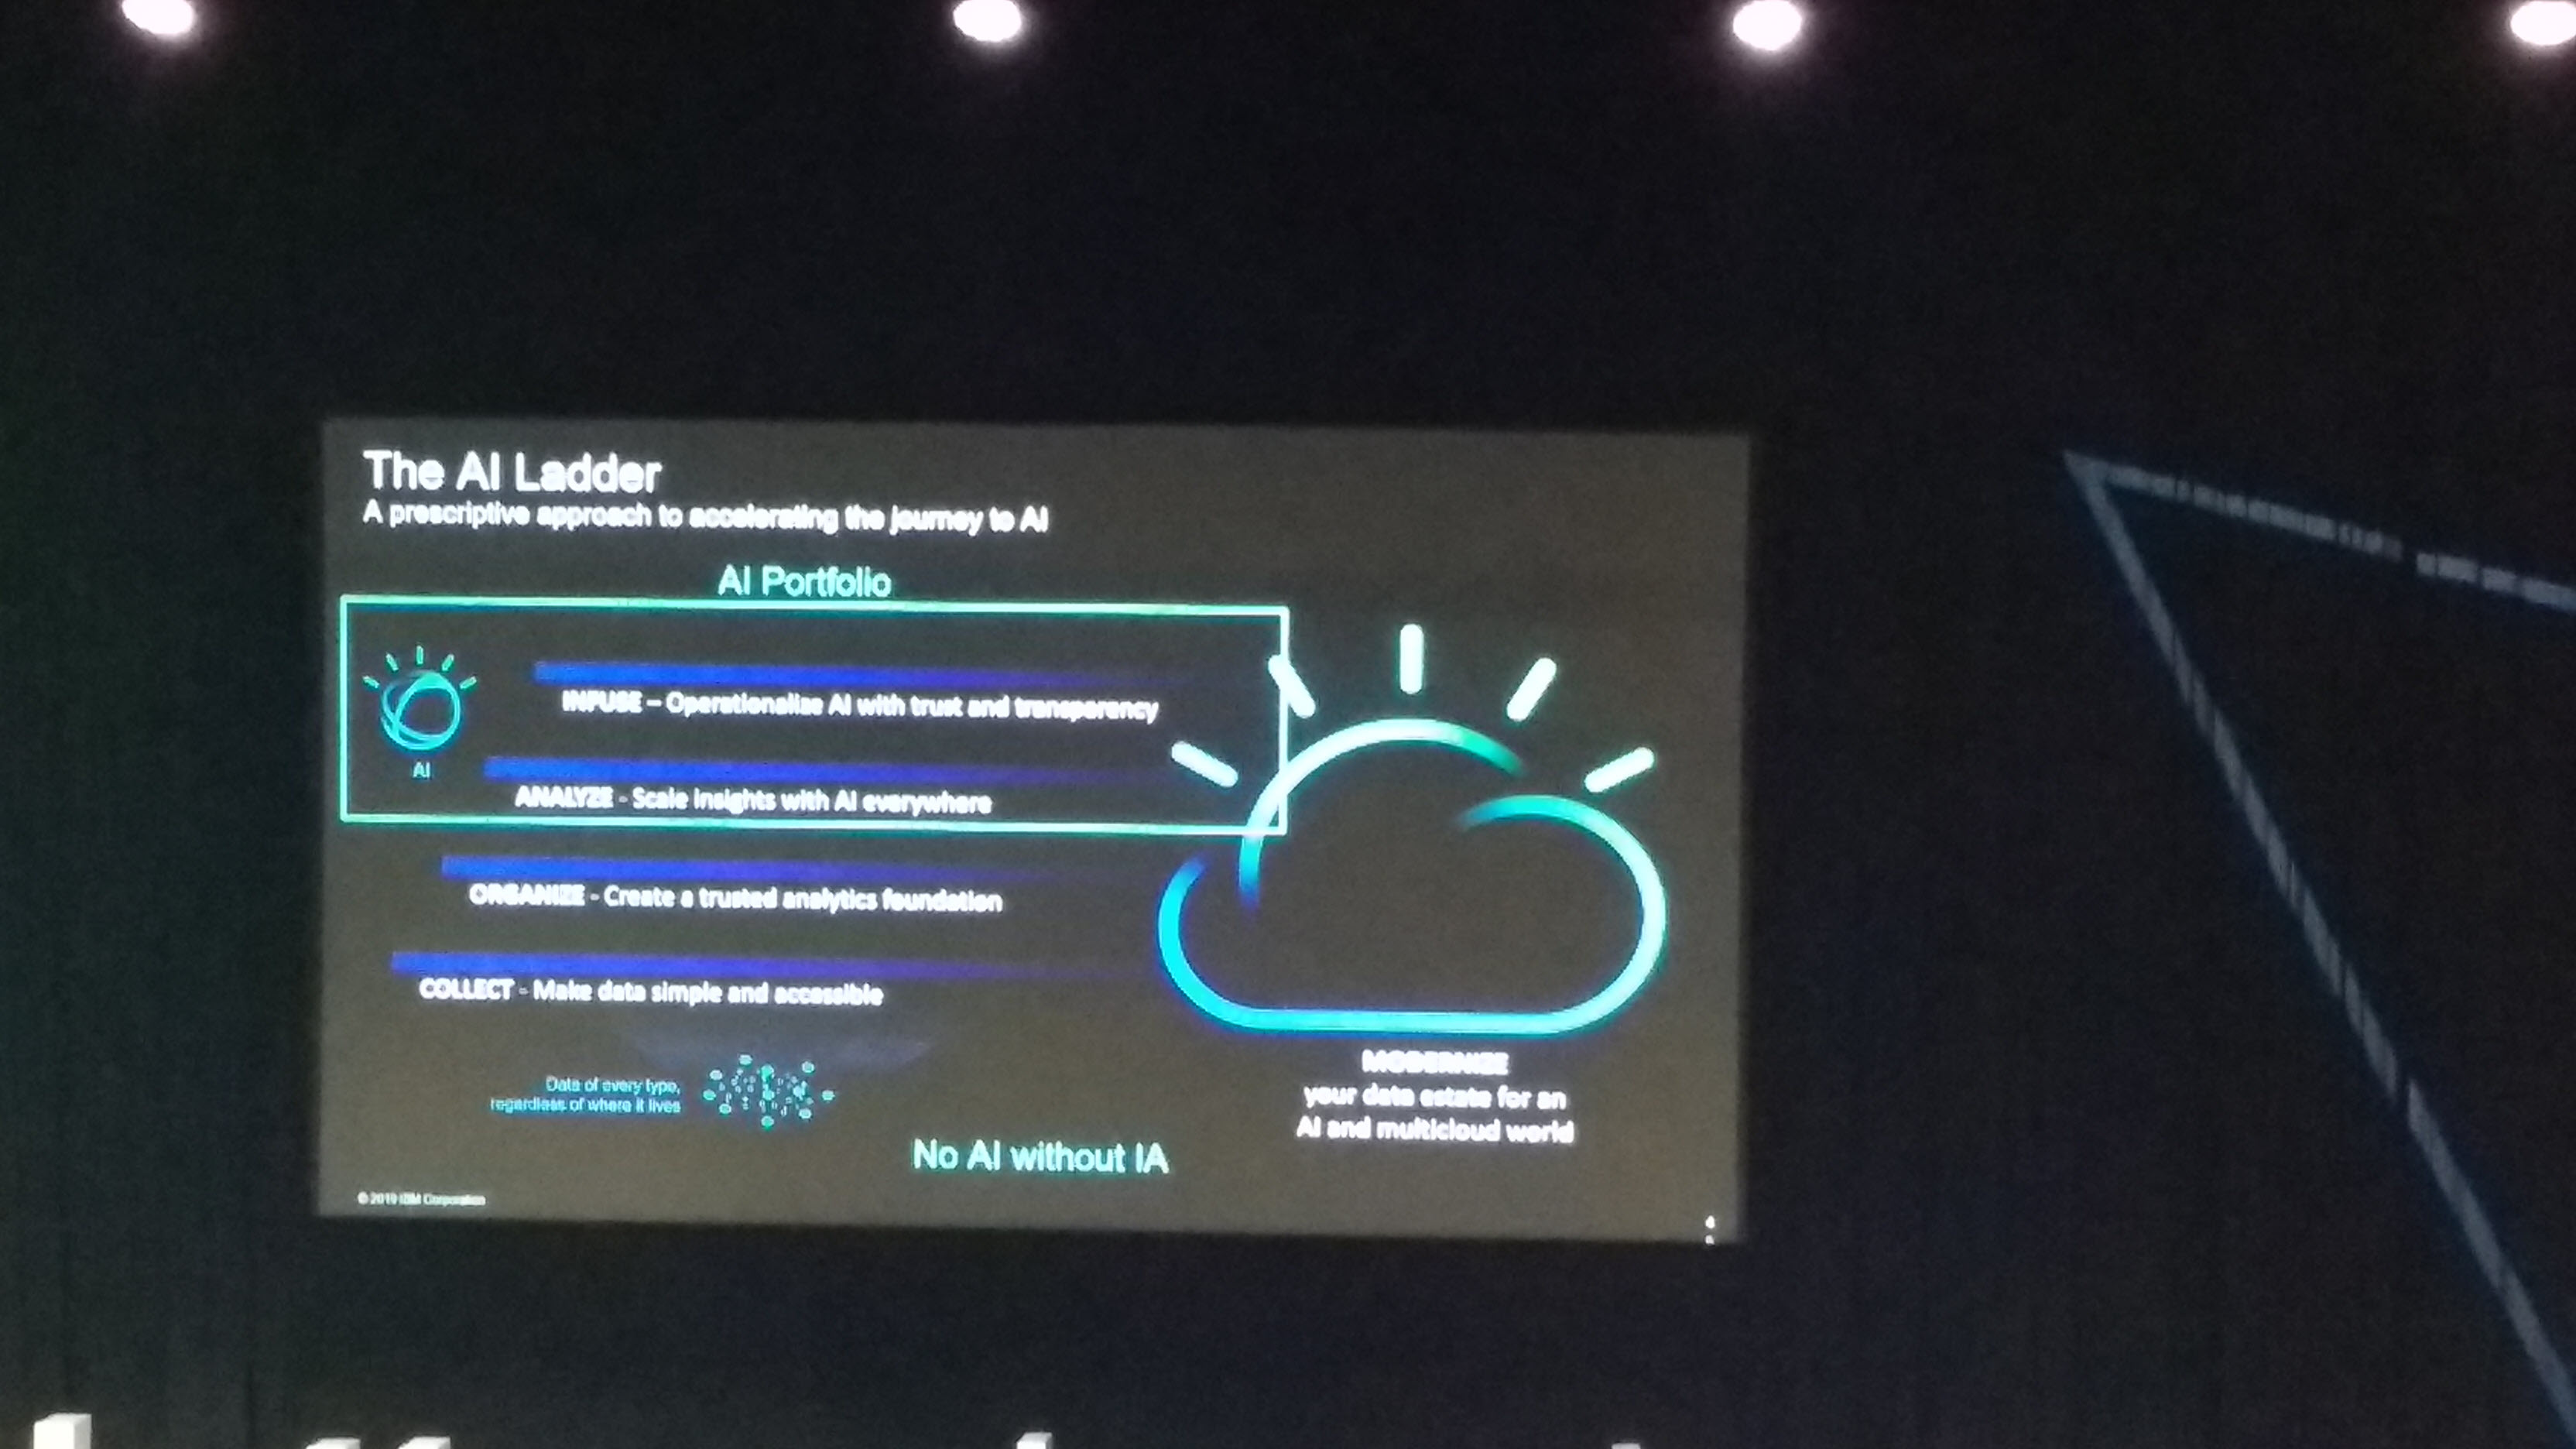 The AI Ladder
A prescriptive approach to accelerating the journey to AI
AI Portfolio
INFUSE – Operationalize AI with trust and transparency
AI
ANALYZE - Scale insights with AI everywhere
ORGANIZE - Create a trusted analytics foundation
COLLECT - Make data simple and accessible
Data of every type,
regardless of where it lives
MODERNIZE
your data estate for an
AI and multicloud world
No AI without IA
© 2019 IBM Corporation